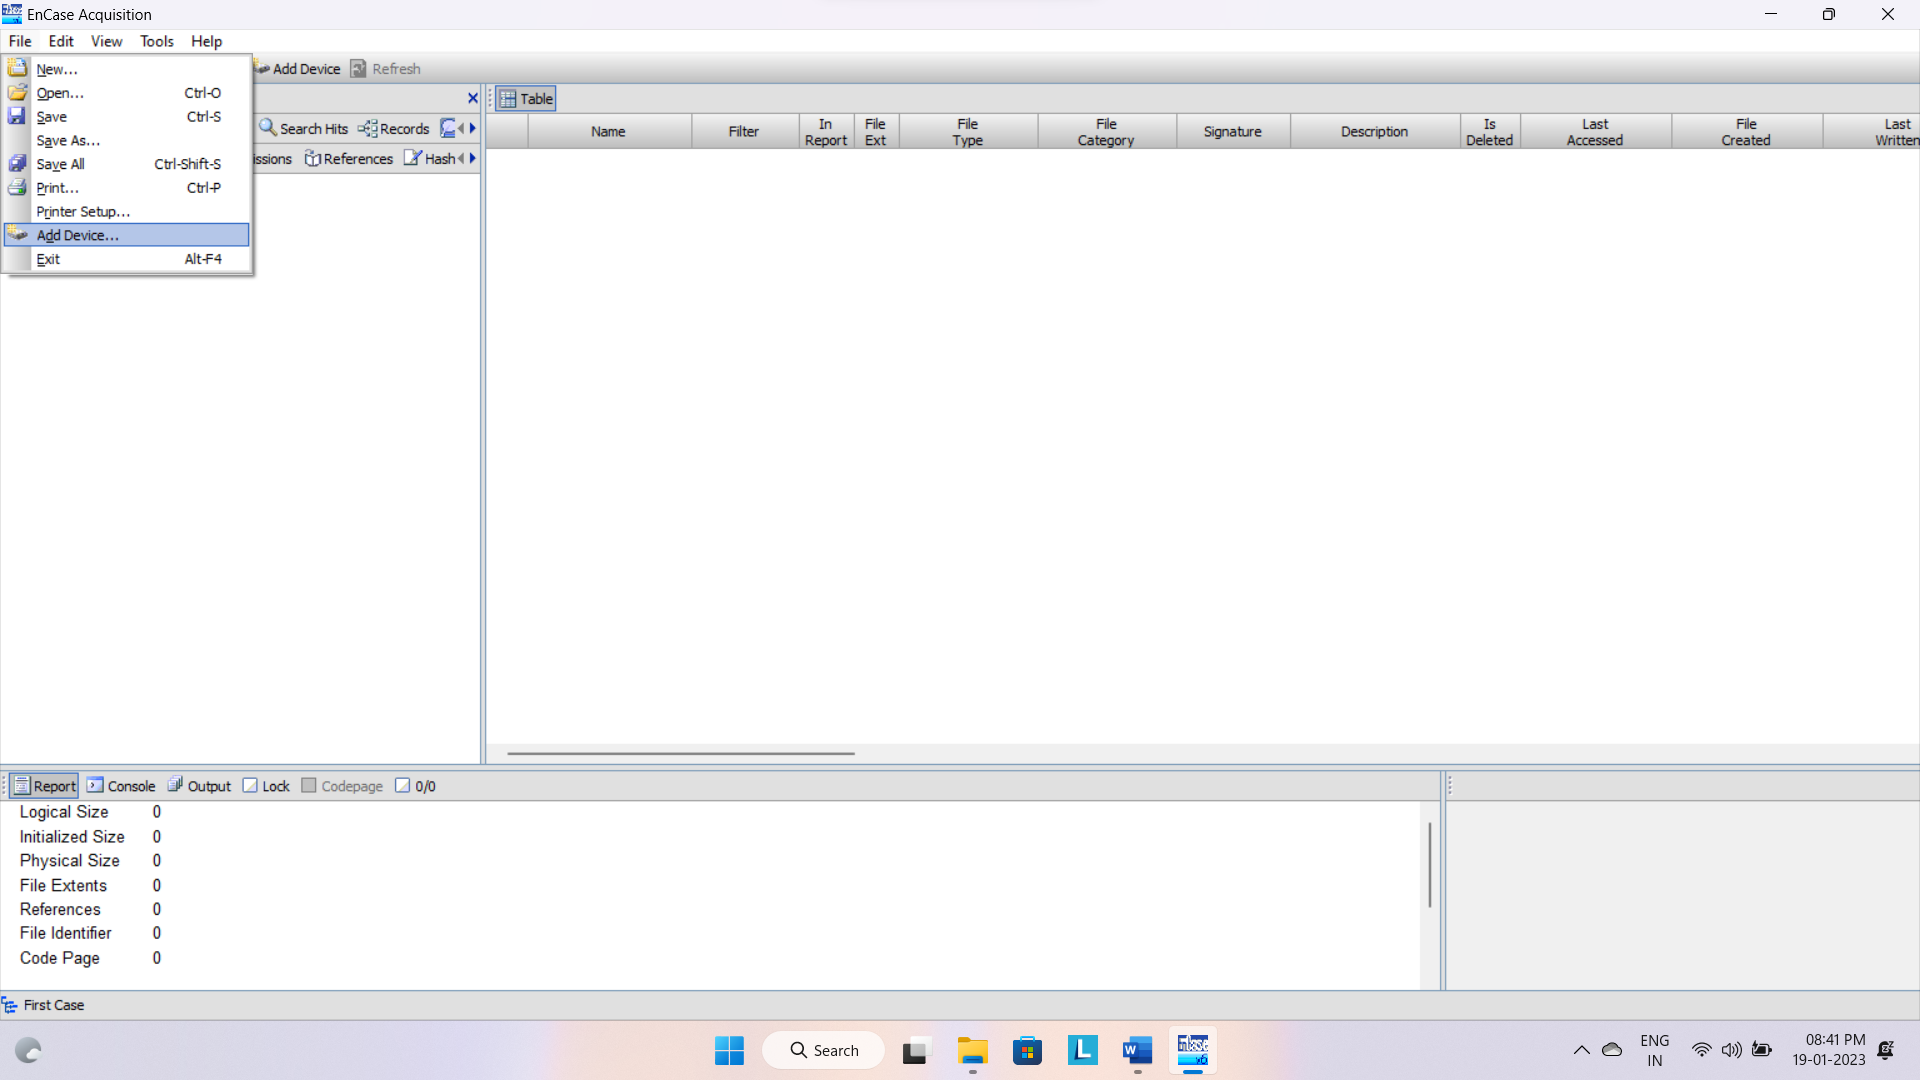 EnCase Acquisition
File Edit View Tools Help
New...
Open... Ctrl-O
Save Ctrl-S
Save As...
Save All Ctrl-Shift-S
Print... Ctrl-P
Printer Setup...
Add Device...
Exit Alt-F4
Add Device Refresh
Search Hits Records
issions References Hash
Table
Name Filter In Report File Ext File Type File Category Signature Description Is Deleted Last Accessed File Created Last Written
Report Console Output Lock Codepage 0/0
Logical Size 0
Initialized Size 0
Physical Size 0
File Extents 0
References 0
File Identifier 0
Code Page 0
First Case
Search
ENG
IN
08:41 PM
19-01-2023